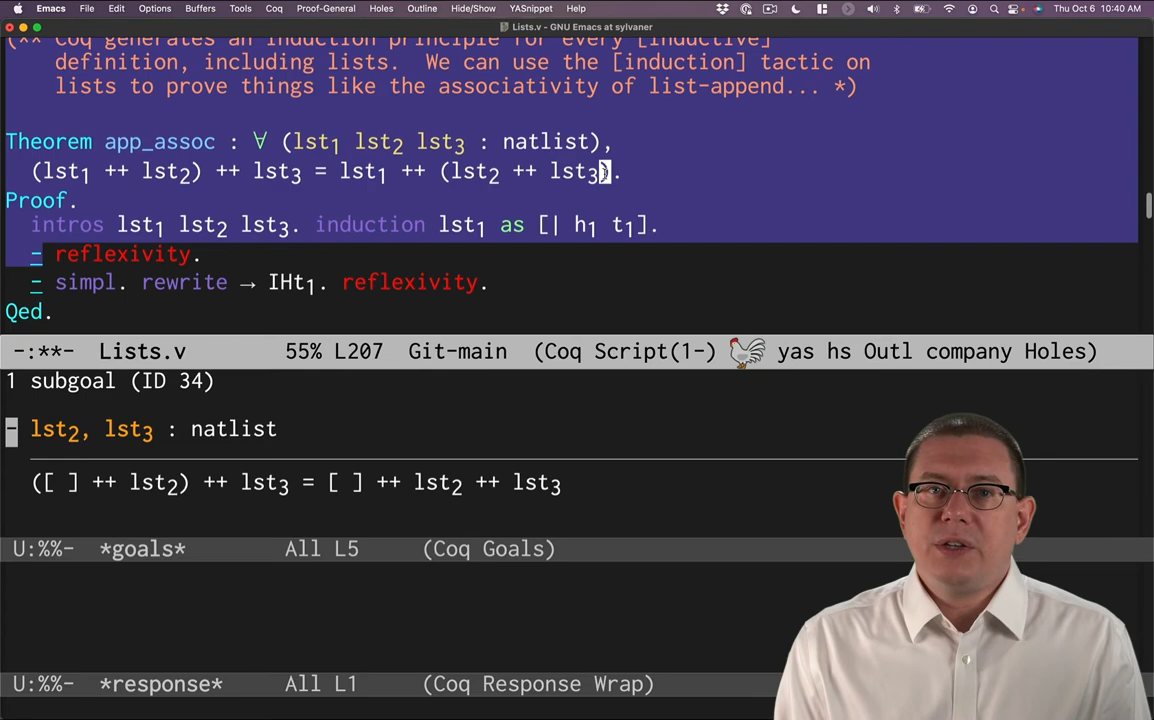 Emacs File Edit Options Buffers Tools Coq Proof-General Holes Outline Hide/Show YASnippet Help Thu Oct 6 10:40 AM
Lists.v - GNU Emacs at sylvaner
(** Coq generates an induction principle for every [inductive]
definition, including lists. We can use the [induction] tactic on
lists to prove things like the associativity of list-append... *)
Theorem app_assoc : ∀ (lst₁ lst₂ lst₃ : natlist),
(lst₁ ++ lst₂) ++ lst₃ = lst₁ ++ (lst₂ ++ lst₃).
Proof.
intros lst₁ lst₂ lst₃. induction lst₁ as [| h₁ t₁].
- reflexivity.
- simpl. rewrite → IHt₁. reflexivity.
Qed.
-:**- Lists.v 55% L207 Git-main (Coq Script(1-) yas hs Outl company Holes)
1 subgoal (ID 34)
- lst₂, lst₃ : natlist
([ ] ++ lst₂) ++ lst₃ = [ ] ++ lst₂ ++ lst₃
U:%%- *goals* All L5 (Coq Goals)
U:%%- *response* All L1 (Coq Response Wrap)